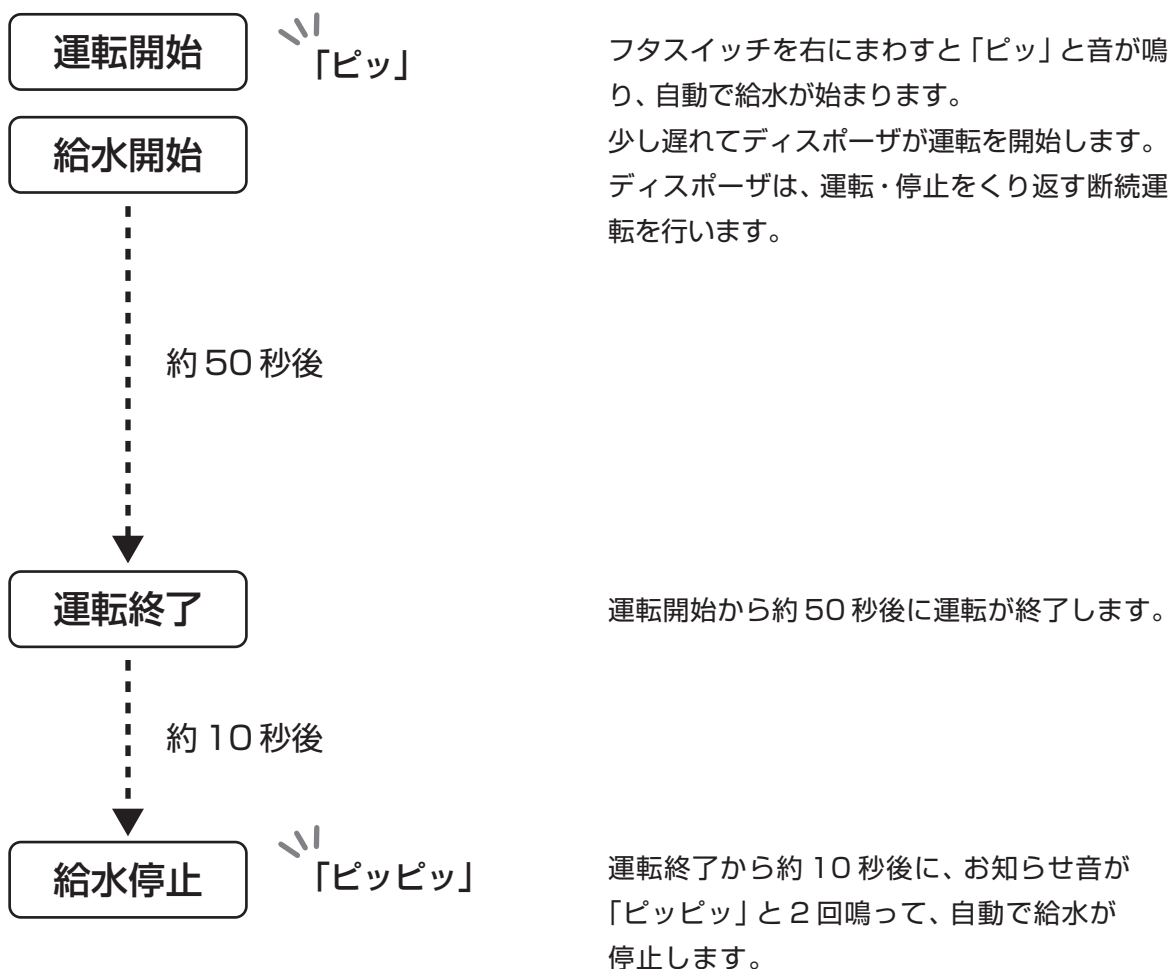 運転開始
「ピッ」
フタスイッチを右にまわすと「ピッ」と音が鳴
り、自動で給水が始まります。
給水開始
少し遅れてディスポーザが運転を開始します。
ディスポーザは、運転・停止をくり返す断続運
転を行います。
約50秒後
運転終了
運転開始から約50秒後に運転が終了します。
約10秒後
給水停止
「ピッピッ」
運転終了から約10秒後に、お知らせ音が
「ピッピッ」と2回鳴って、自動で給水が
停止します。